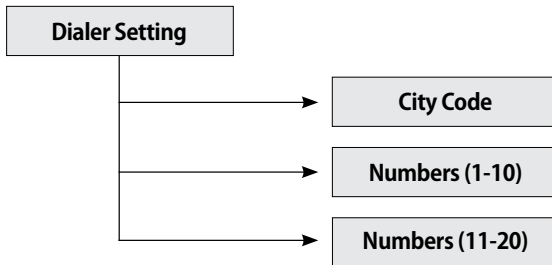 Dialer Setting
City Code
Numbers (1-10)
Numbers (11-20)